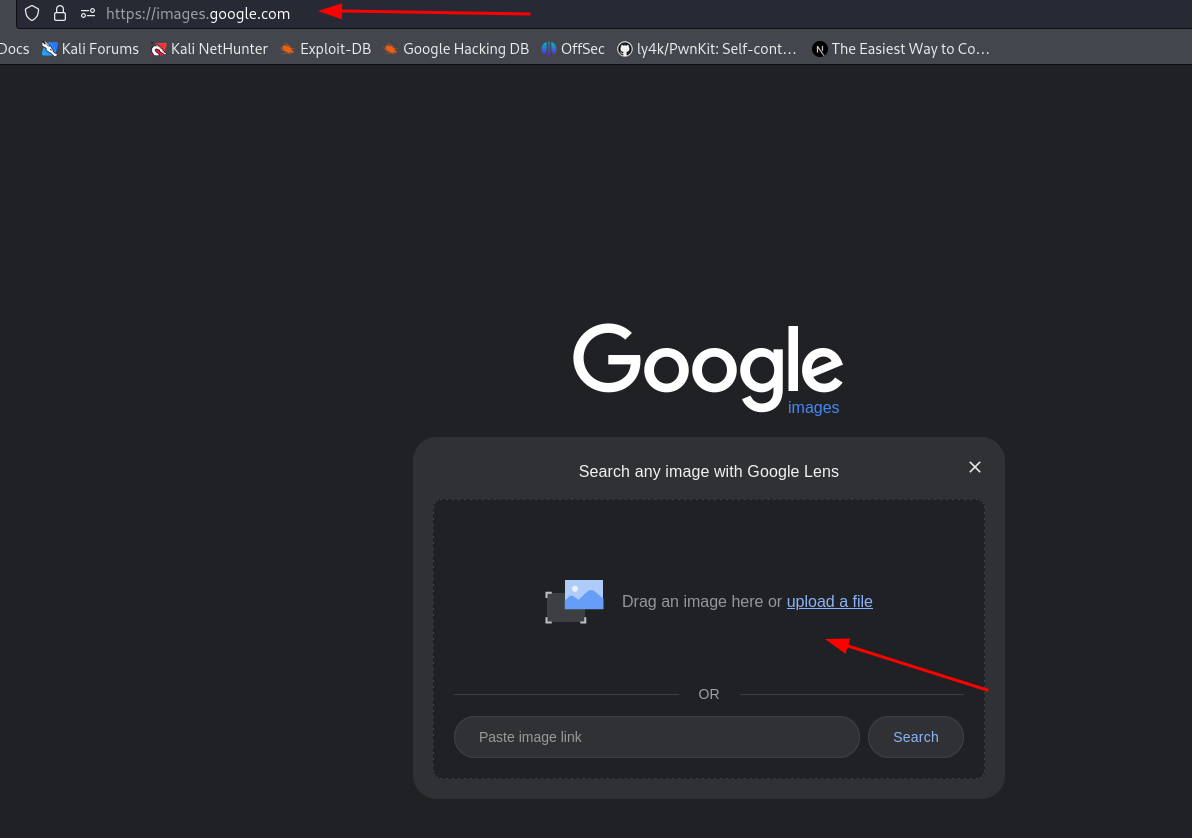 https://images.google.com
Docs Kali Forums Kali NetHunter Exploit-DB Google Hacking DB OffSec ly4k/PwnKit: Self-cont… The Easiest Way to Co…
Google
images
Search any image with Google Lens
Drag an image here or upload a file
OR
Paste image link Search